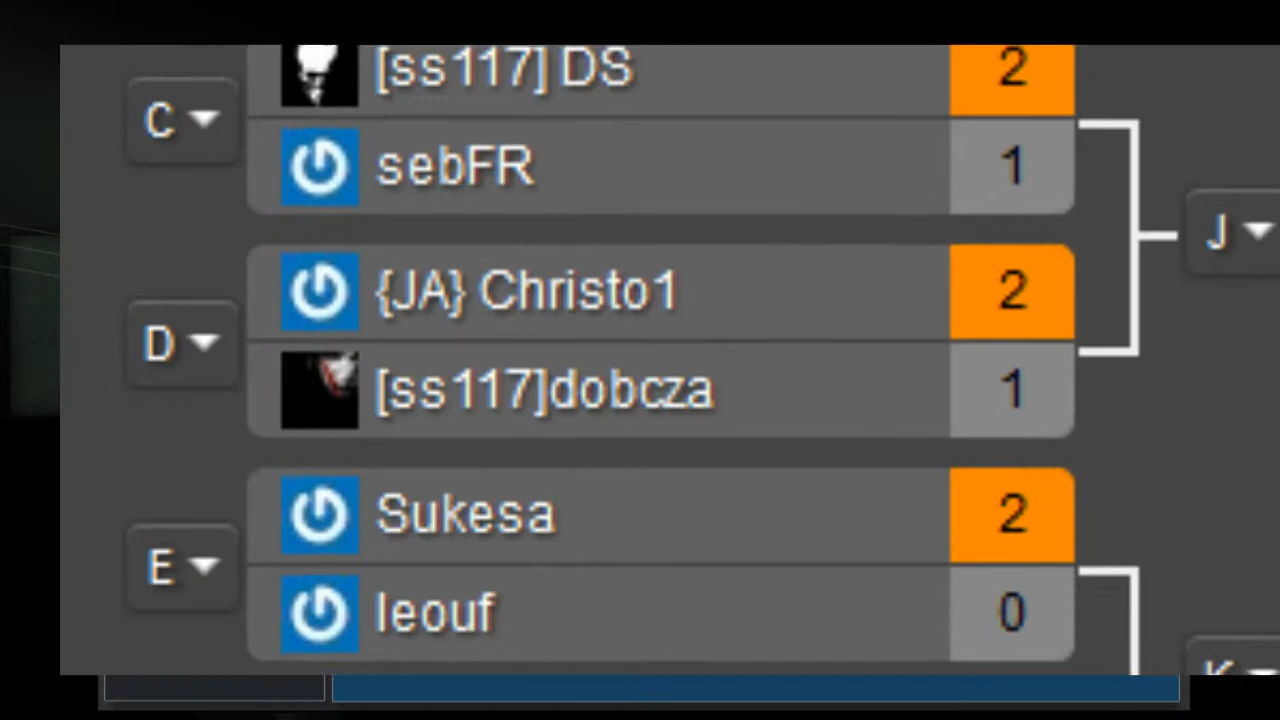 [ss117] DS 2
C
sebFR 1
J
{JA} Christo1 2
D
[ss117]dobcza 1
Sukesa 2
E
leouf 0
K